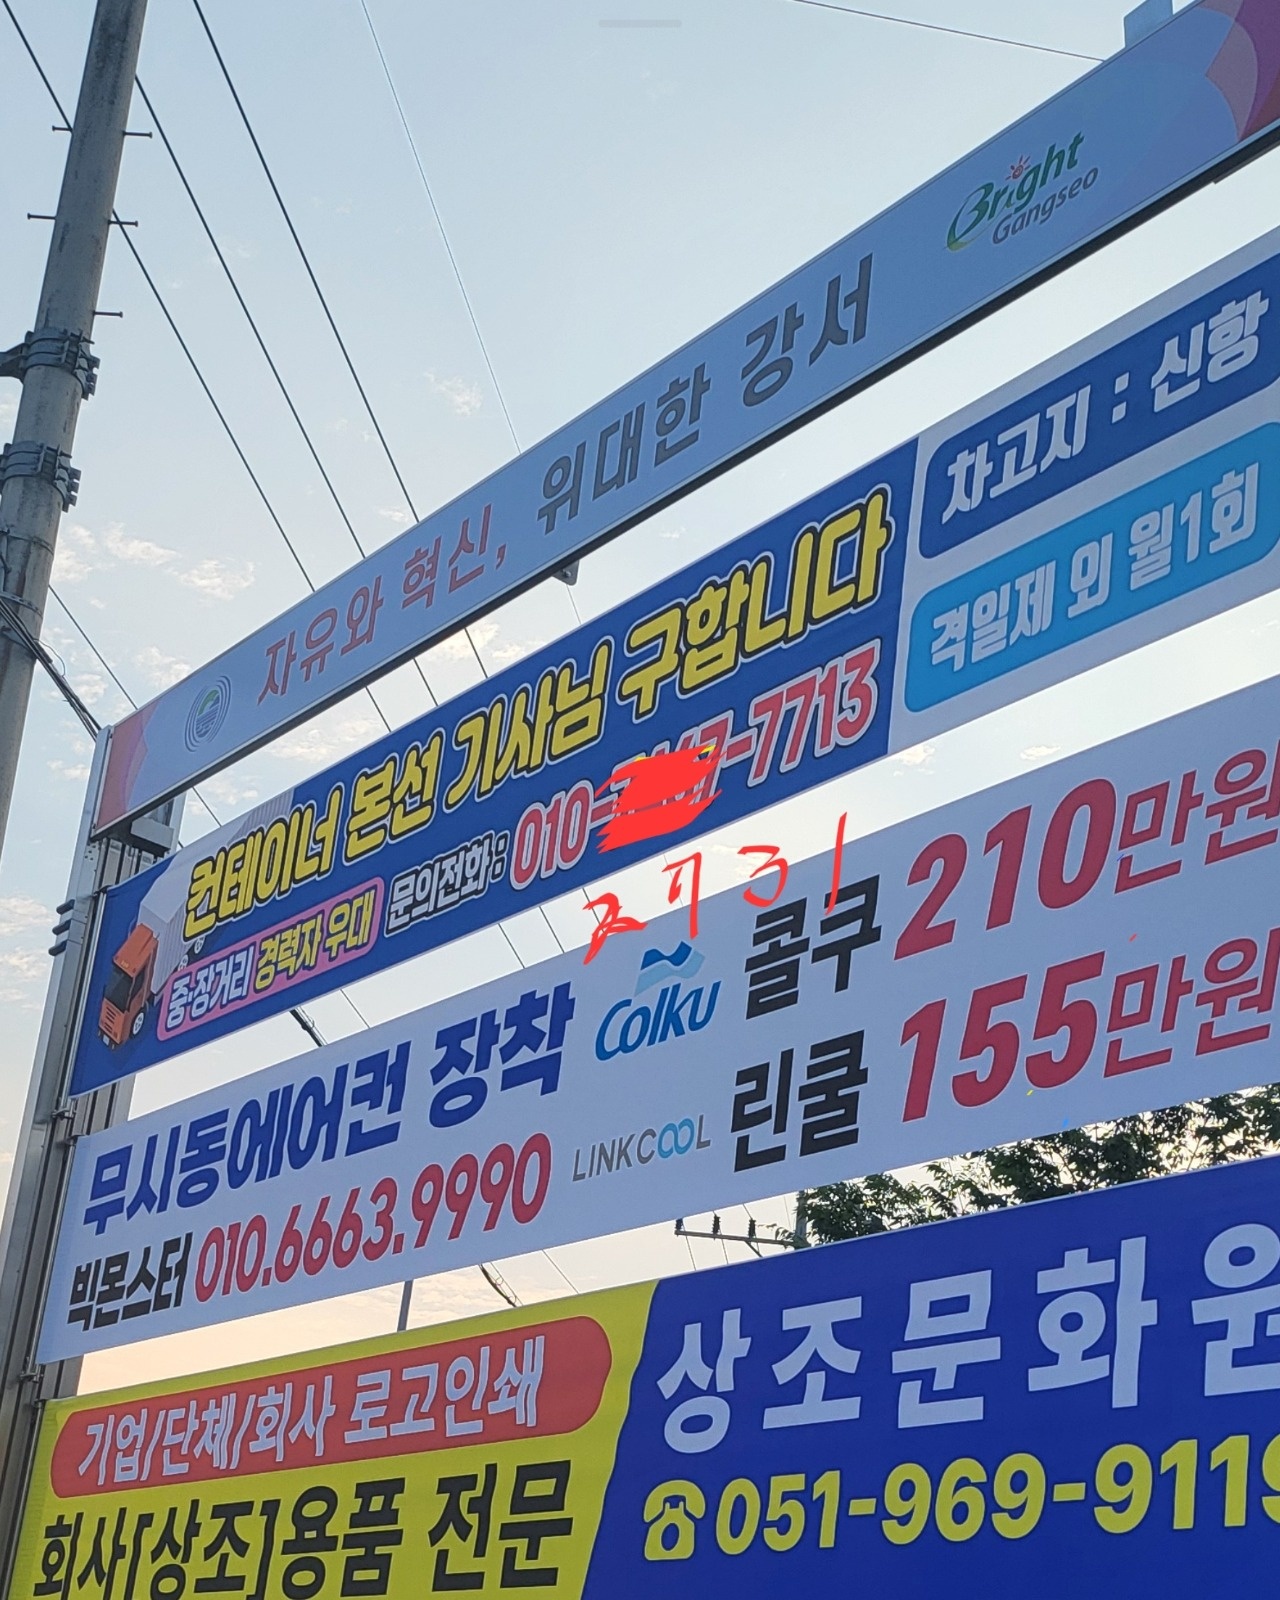 Bright
Gangseo
자유와 혁신, 위대한 강서
컨테이너 본선 기사님 구합니다
중·장거리 경력자 우대 문의전화: 010- -7713
2731
차고지 : 신항
격일제 외 월1회
무시동에어컨 장착
빅몬스터 010.6663.9990
Colku 콜쿠 210만원
LINKCOOL 린쿨 155만원
기업/단체/회사 로고인쇄
회사[상조]용품 전문
상조문화원
☎051-969-9119